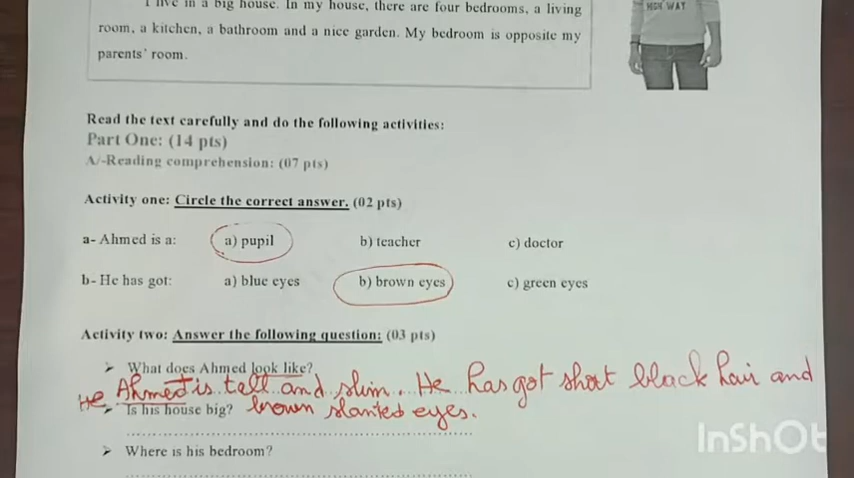 I live in a big house. In my house, there are four bedrooms, a living
HIGH WAY
room, a kitchen, a bathroom and a nice garden. My bedroom is opposite my
parents' room.
Read the text carefully and do the following activities:
Part One: (14 pts)
A/-Reading comprehension: (07 pts)
Activity one: Circle the correct answer. (02 pts)
a- Ahmed is a: a) pupil b) teacher c) doctor
b- He has got: a) blue eyes b) brown eyes c) green eyes
Activity two: Answer the following question: (03 pts)
➤ What does Ahmed look like?
He Ahmed is tall and slim. He has got short black hair and
➤ Is his house big? brown slanted eyes.
➤ Where is his bedroom?
InShOt